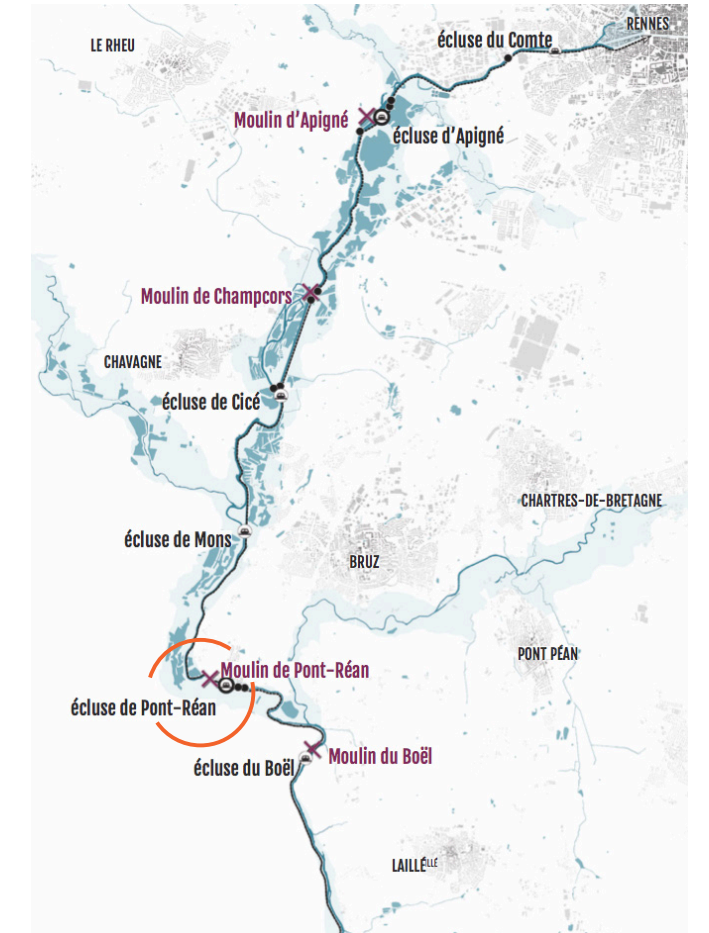 RENNES
écluse du Comte
LE RHEU
Moulin d'Apigné
écluse d'Apigné
Moulin de Champcors
CHAVAGNE
écluse de Cicé
CHARTRES-DE-BRETAGNE
écluse de Mons
BRUZ
PONT PÉAN
Moulin de Pont-Réan
écluse de Pont-Réan
Moulin du Boël
écluse du Boël
LAILLÉLLÉ